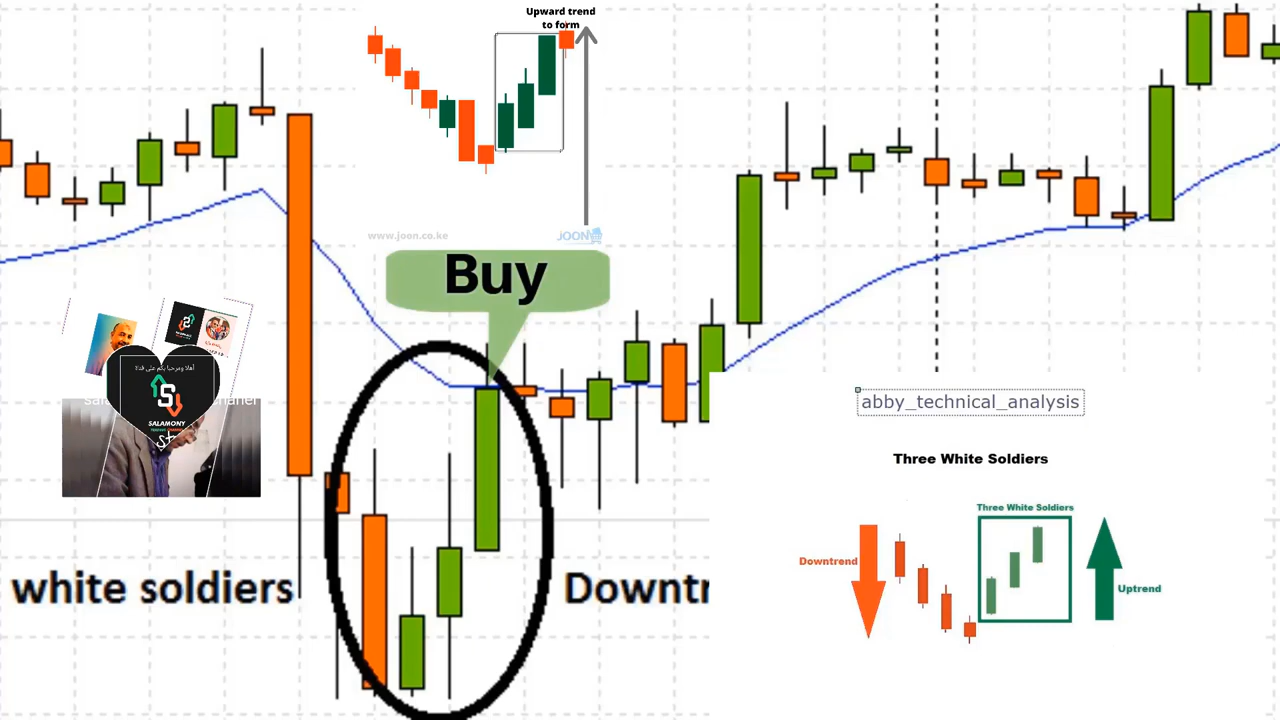 Upward trend
to form
www.joon.co.ke
JOON
Buy
أهلا ومرحبا بكم على قناة
S
SALAMONY
white soldiers
Downtr
abby_technical_analysis
Three White Soldiers
Three White Soldiers
Downtrend
Uptrend